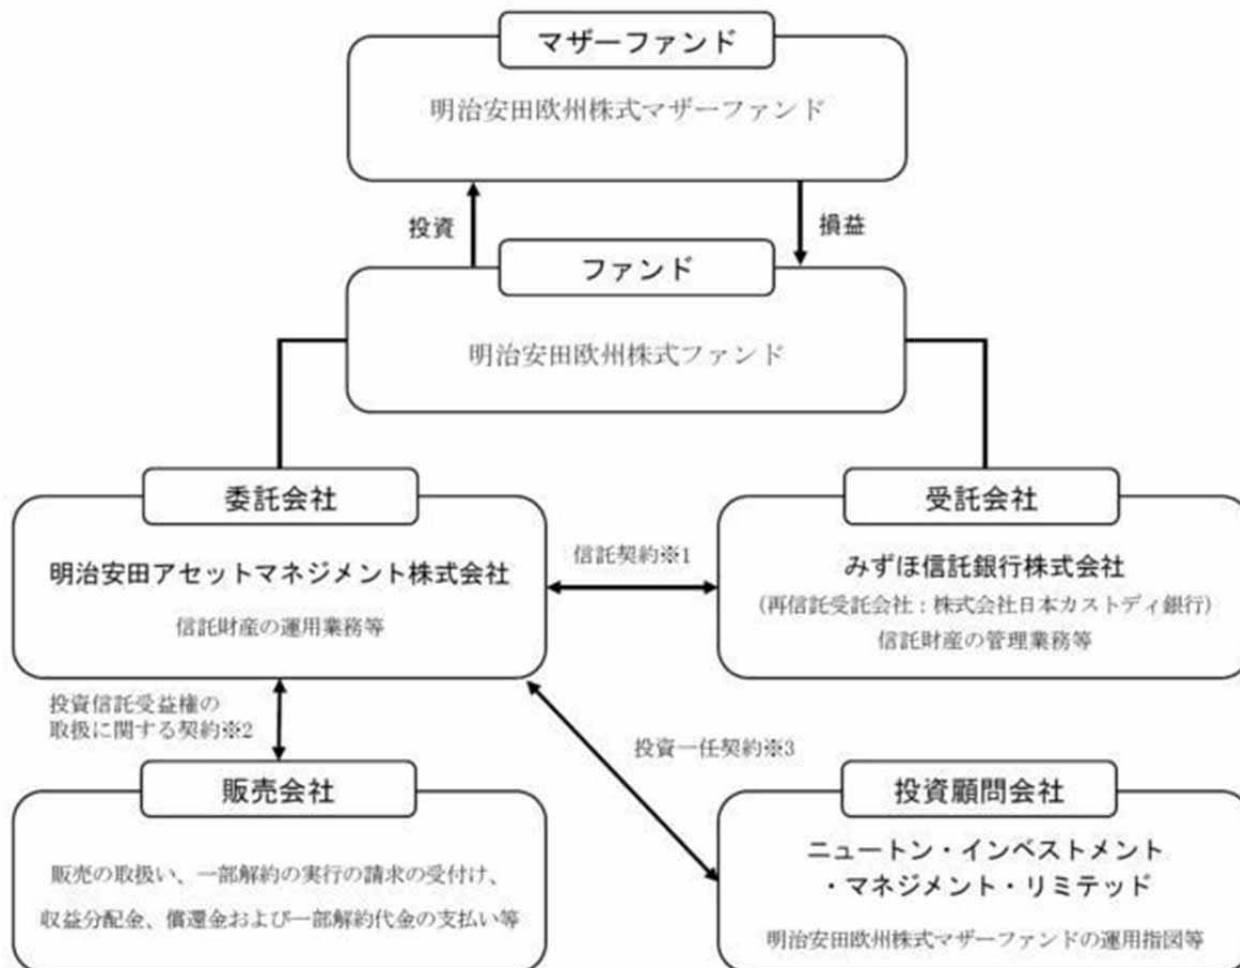 マザーファンド
明治安田欧州株式マザーファンド
投資
損益
ファンド
明治安田欧州株式ファンド
委託会社
明治安田アセットマネジメント株式会社
信託財産の運用業務等
信託契約※1
受託会社
みずほ信託銀行株式会社
(再信託受託会社：株式会社日本カストディ銀行)
信託財産の管理業務等
投資信託受益権の
取扱に関する契約※2
投資一任契約※3
販売会社
販売の取扱い、一部解約の実行の請求の受付け、
収益分配金、償還金および一部解約代金の支払い等
投資顧問会社
ニュートン・インベストメント
・マネジメント・リミテッド
明治安田欧州株式マザーファンドの運用指図等